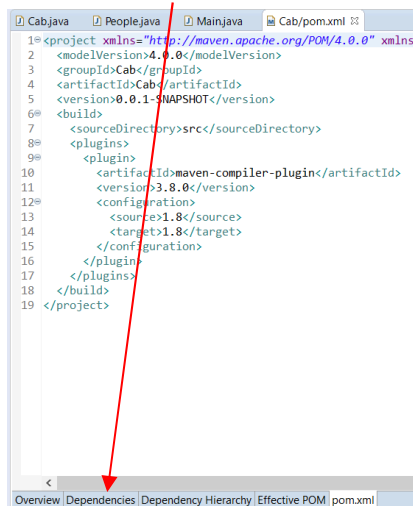 Cab.java People.java Main.java Cab/pom.xml
1 <project xmlns="http://maven.apache.org/POM/4.0.0" xmlns
2 <modelVersion>4.0.0</modelVersion>
3 <groupId>Cab</groupId>
4 <artifactId>Cab</artifactId>
5 <version>0.0.1-SNAPSHOT</version>
6 <build>
7 <sourceDirectory>src</sourceDirectory>
8 <plugins>
9 <plugin>
10 <artifactId>maven-compiler-plugin</artifactId>
11 <version>3.8.0</version>
12 <configuration>
13 <source>1.8</source>
14 <target>1.8</target>
15 </configuration>
16 </plugin>
17 </plugins>
18 </build>
19 </project>
Overview Dependencies Dependency Hierarchy Effective POM pom.xml